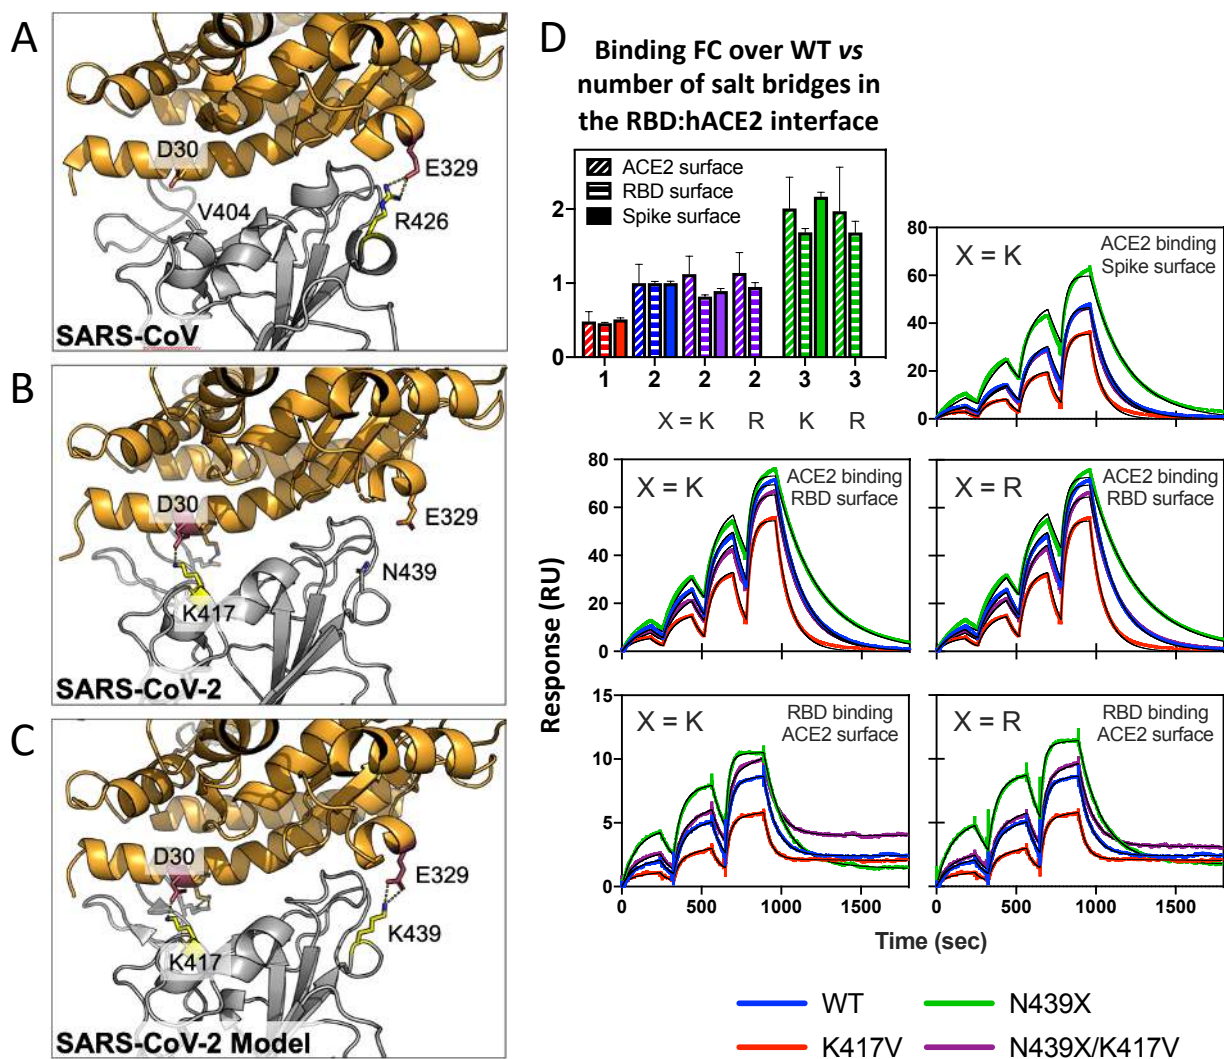 A
D30
E329
V404
R426
SARS-CoV
B
D30
E329
N439
K417
SARS-CoV-2
C
D30
E329
K439
K417
SARS-CoV-2 Model
D
Binding FC over WT vs
number of salt bridges in
the RBD:hACE2 interface
ACE2 surface
RBD surface
Spike surface
2
1
0
1 2 2 2 3 3
X = K R K R
X = K
ACE2 binding
Spike surface
80
60
40
20
0
X = K
ACE2 binding
RBD surface
80
60
40
20
0
X = R
ACE2 binding
RBD surface
Response (RU)
X = K
RBD binding
ACE2 surface
15
10
5
0
0 500 1000 1500
X = R
RBD binding
ACE2 surface
0 500 1000 1500
Time (sec)
WT
N439X
K417V
N439X/K417V